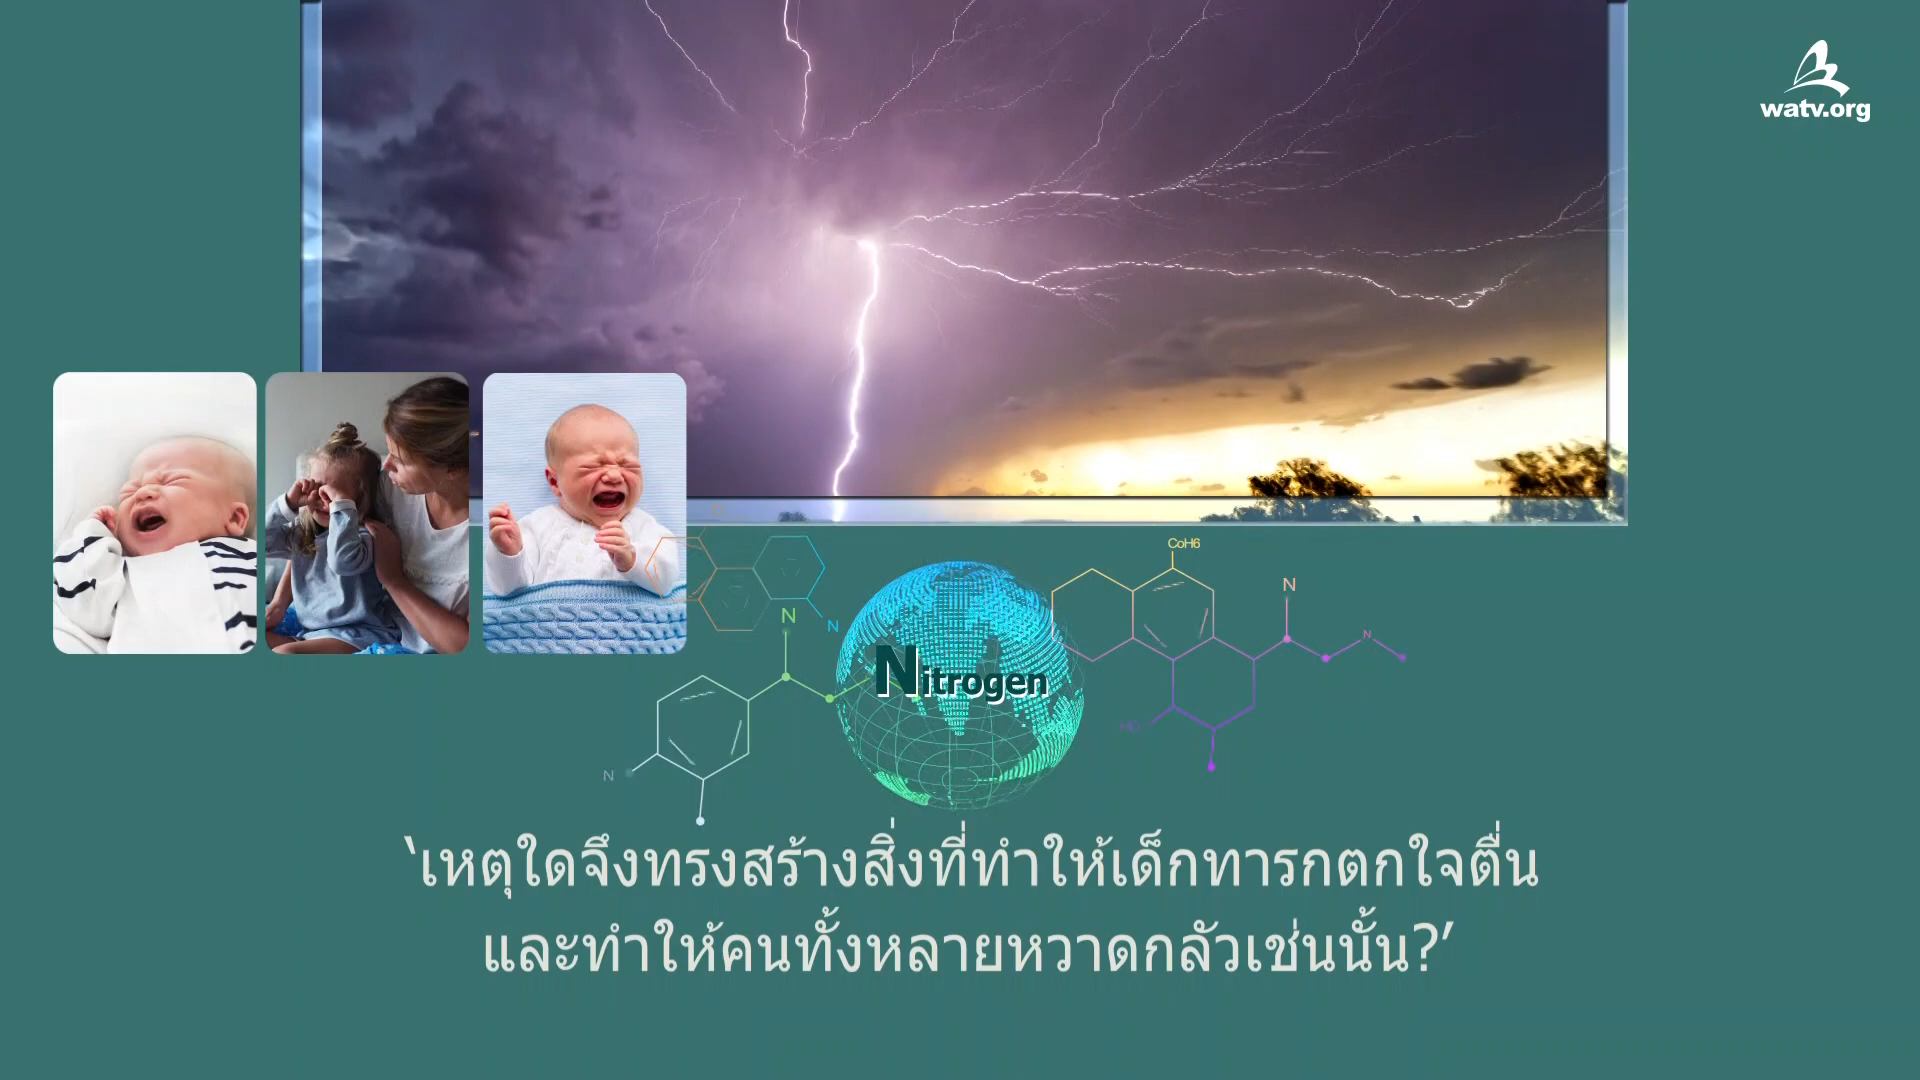 watv.org
CoH6
N
N
N
N
Nitrogen
HO
N
‘เหตุใดจึงทรงสร้างสิ่งที่ทำให้เด็กทารกตกใจตื่น
และทำให้คนทั้งหลายหวาดกลัวเช่นนั้น?’